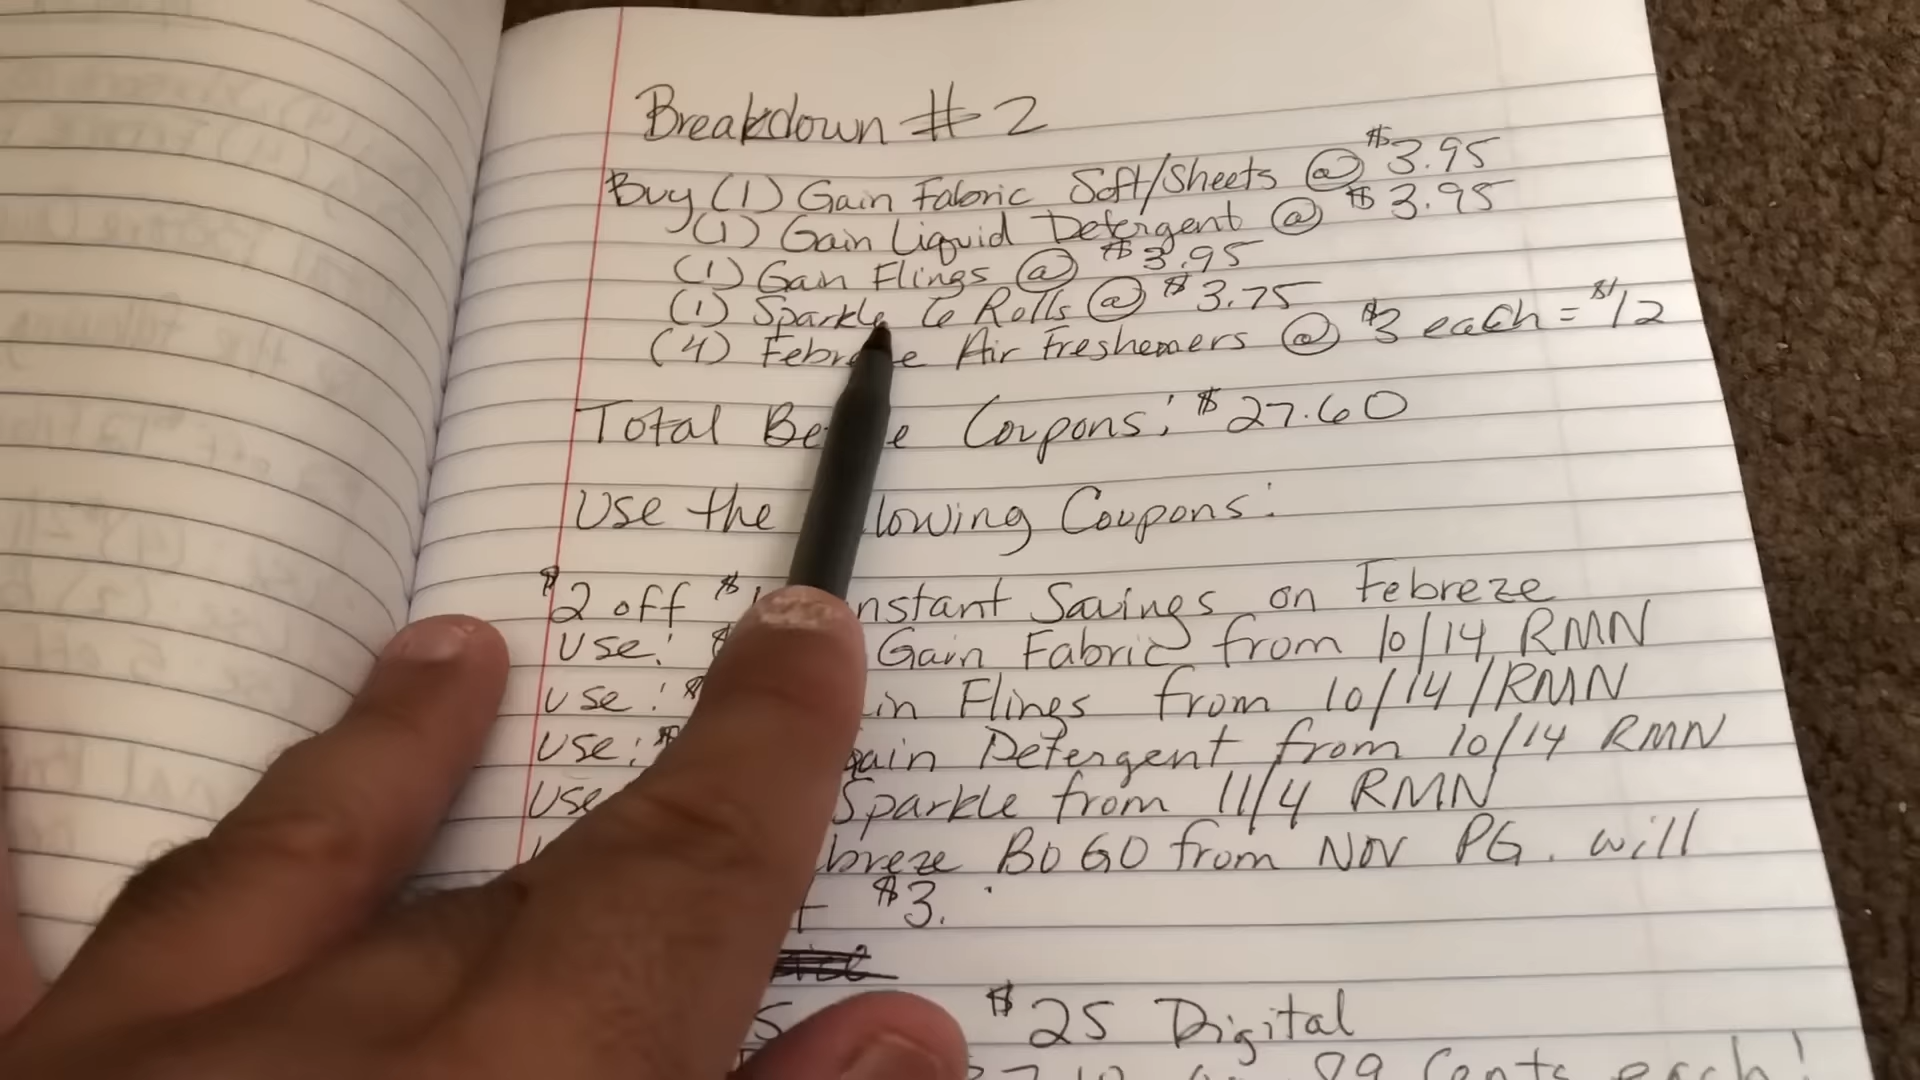 Breakdown # 2
Buy (1) Gain Fabric Soft/Sheets @ $3.95
(1) Gain Liquid Detergent @ $3.95
(1) Gain Flings @ $3.95
(1) Sparkle 6 Rolls @ $3.75
(4) Febreze Air Freshemers @ $3 each = $12
Total Be e Coupons: $27.60
Use the lowing Coupons:
$2 off $ nstant Savings on Febreze
Use: Gain Fabric from 10/14 RMN
Use: $ in Flings from 10/14/RMN
Use: $ gain Detergent from 10/14 RMN
Use Sparkle from 11/4 RMN
breze BOGO from NOV PG. will
$3.
$25 Digital
89 Cents each!